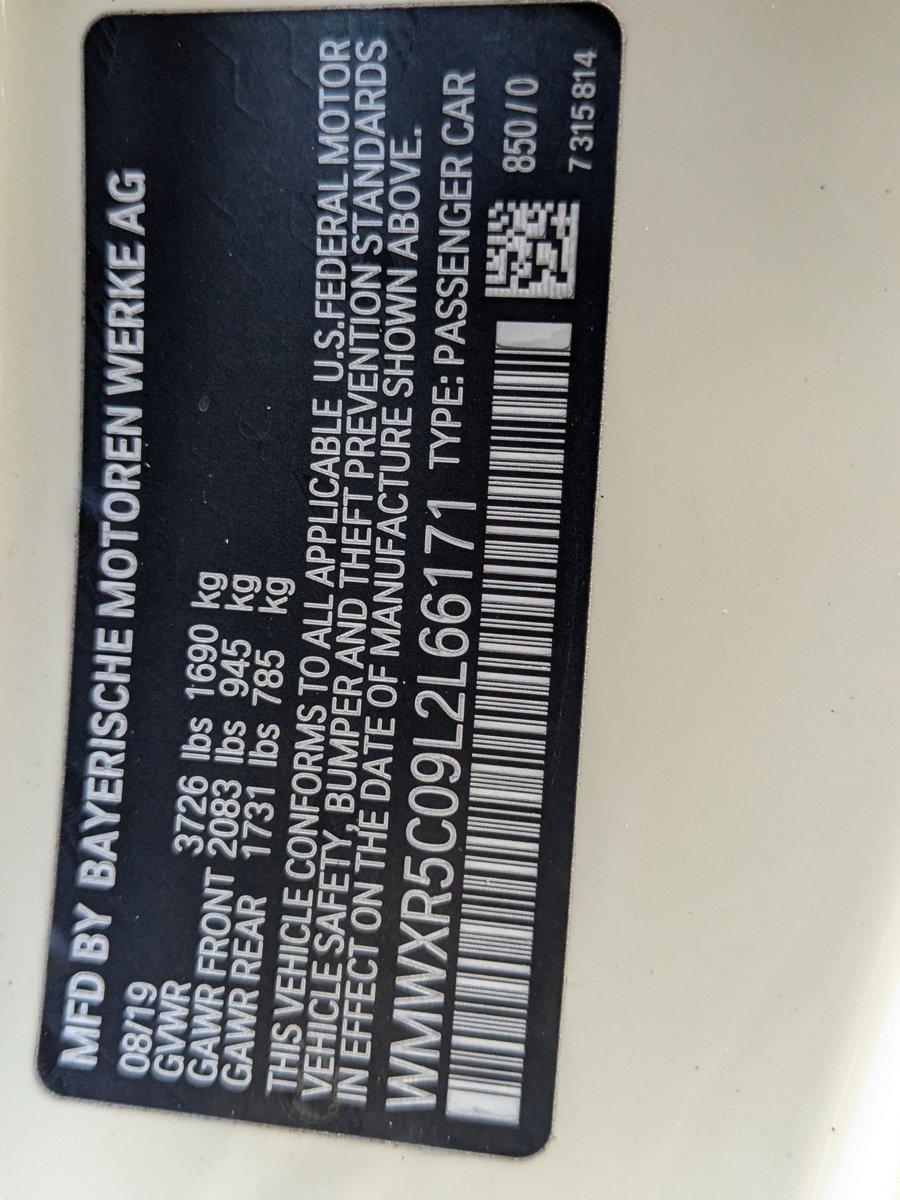 MFD BY BAYERISCHE MOTOREN WERKE AG
08/19
GVWR 3726 lbs 1690 kg
GAWR FRONT 2083 lbs 945 kg
GAWR REAR 1731 lbs 785 kg
THIS VEHICLE CONFORMS TO ALL APPLICABLE U.S.FEDERAL MOTOR
VEHICLE SAFETY, BUMPER AND THEFT PREVENTION STANDARDS
IN EFFECT ON THE DATE OF MANUFACTURE SHOWN ABOVE.
WMWXR5C09L2L66171 TYPE: PASSENGER CAR
850 / 0
7 315 814